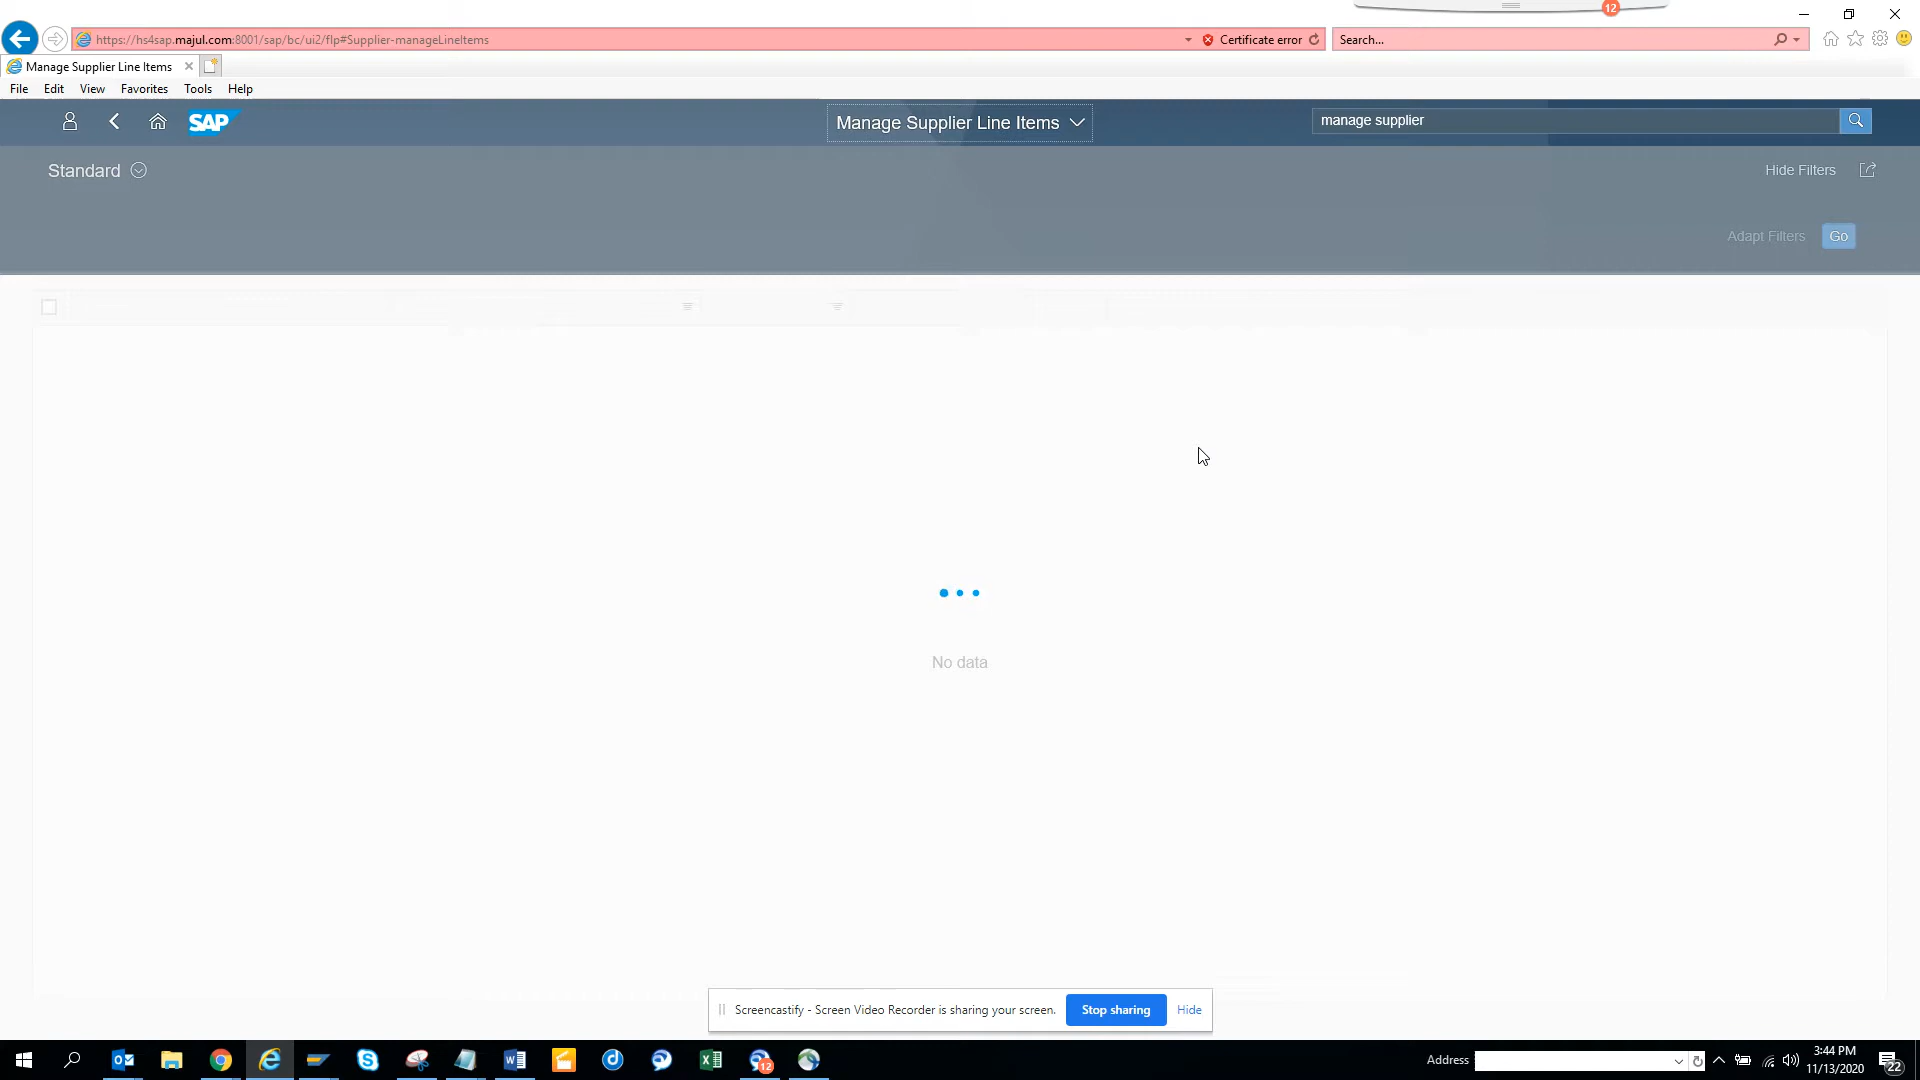 12
https://hs4sap.majul.com:8001/sap/bc/ui2/flp#Supplier-manageLineItems
Certificate error
Search...
Manage Supplier Line Items
File Edit View Favorites Tools Help
SAP
Manage Supplier Line Items
manage supplier
Standard
Hide Filters
Adapt Filters
Go
No data
Screencastify - Screen Video Recorder is sharing your screen.
Stop sharing
Hide
12
Address
3:44 PM
11/13/2020
22